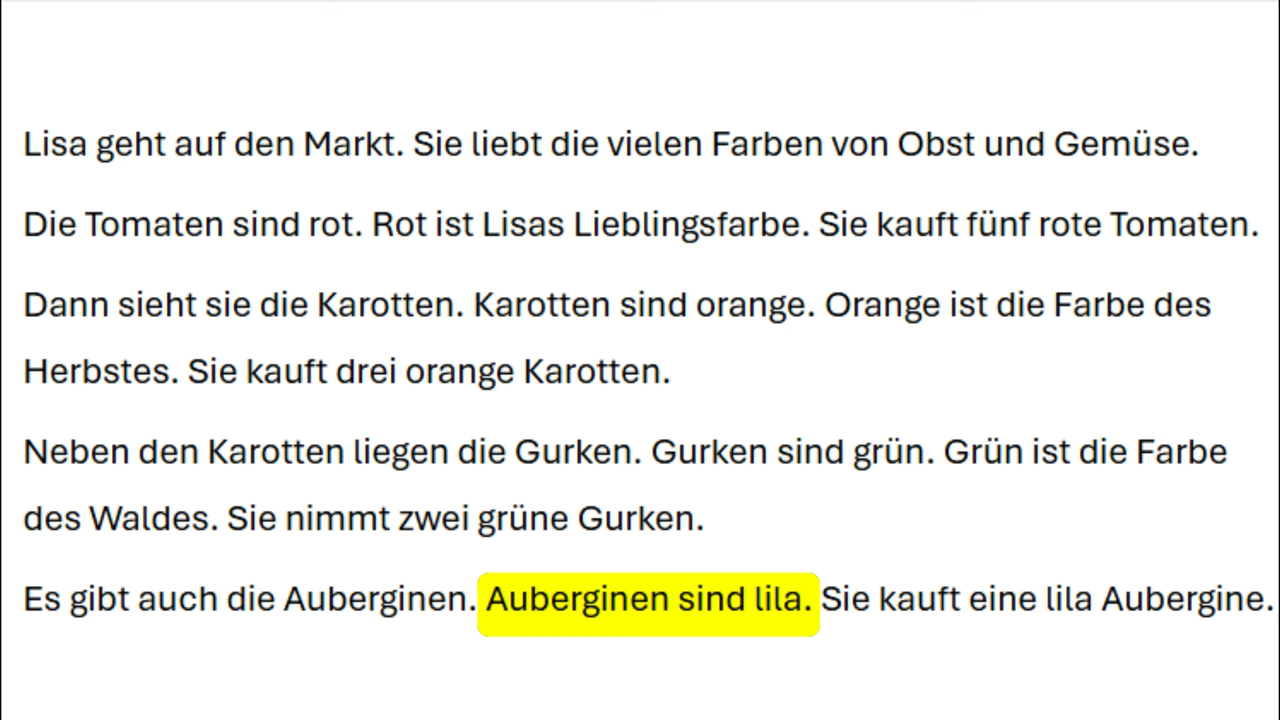 Lisa geht auf den Markt. Sie liebt die vielen Farben von Obst und Gemüse.
Die Tomaten sind rot. Rot ist Lisas Lieblingsfarbe. Sie kauft fünf rote Tomaten.
Dann sieht sie die Karotten. Karotten sind orange. Orange ist die Farbe des
Herbstes. Sie kauft drei orange Karotten.
Neben den Karotten liegen die Gurken. Gurken sind grün. Grün ist die Farbe
des Waldes. Sie nimmt zwei grüne Gurken.
Es gibt auch die Auberginen. Auberginen sind lila. Sie kauft eine lila Aubergine.